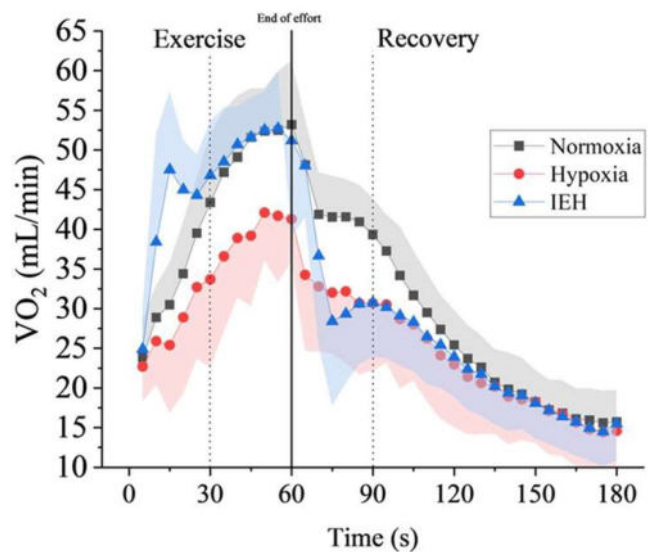 End of effort
Exercise
Recovery
65
60
55
50
45
40
35
30
25
20
15
10
VO₂ (mL/min)
Normoxia
Hypoxia
IEH
0 30 60 90 120 150 180
Time (s)